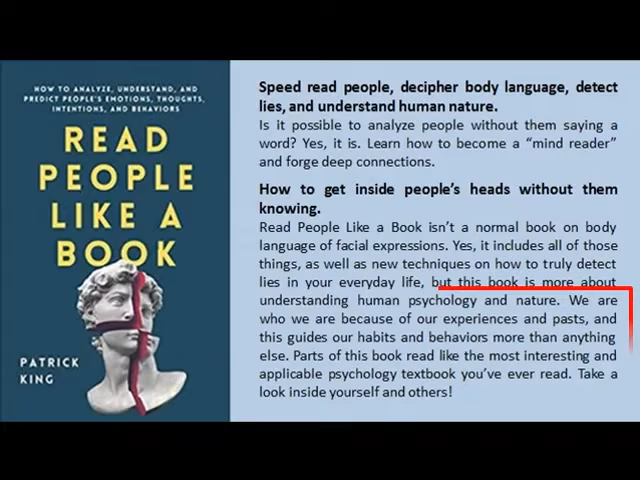 HOW TO ANALYZE, UNDERSTAND, AND
PREDICT PEOPLE'S EMOTIONS, THOUGHTS,
INTENTIONS, AND BEHAVIORS
READ
PEOPLE
LIKE A
BOOK
PATRICK
KING
Speed read people, decipher body language, detect
lies, and understand human nature.
Is it possible to analyze people without them saying a
word? Yes, it is. Learn how to become a “mind reader”
and forge deep connections.
How to get inside people’s heads without them
knowing.
Read People Like a Book isn’t a normal book on body
language of facial expressions. Yes, it includes all of those
things, as well as new techniques on how to truly detect
lies in your everyday life, but this book is more about
understanding human psychology and nature. We are
who we are because of our experiences and pasts, and
this guides our habits and behaviors more than anything
else. Parts of this book read like the most interesting and
applicable psychology textbook you’ve ever read. Take a
look inside yourself and others!